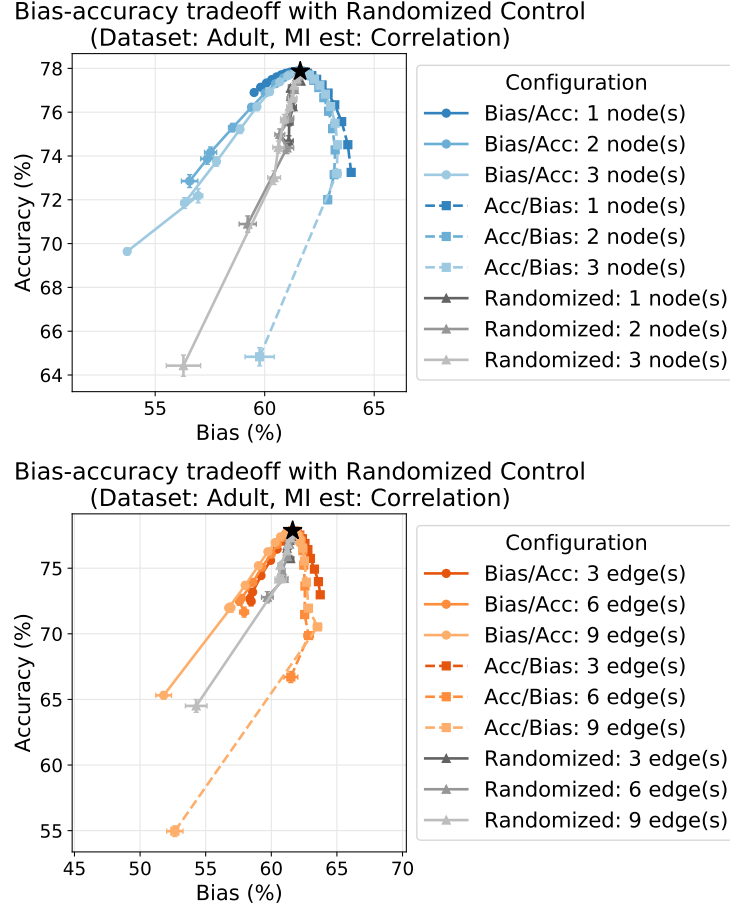 Bias-accuracy tradeoff with Randomized Control
(Dataset: Adult, MI est: Correlation)
78
76
74
72
70
68
66
64
Accuracy (%)
55
60
65
Bias (%)
Configuration
Bias/Acc: 1 node(s)
Bias/Acc: 2 node(s)
Bias/Acc: 3 node(s)
Acc/Bias: 1 node(s)
Acc/Bias: 2 node(s)
Acc/Bias: 3 node(s)
Randomized: 1 node(s)
Randomized: 2 node(s)
Randomized: 3 node(s)
Bias-accuracy tradeoff with Randomized Control
(Dataset: Adult, MI est: Correlation)
75
70
65
60
55
Accuracy (%)
45
50
55
60
65
70
Bias (%)
Configuration
Bias/Acc: 3 edge(s)
Bias/Acc: 6 edge(s)
Bias/Acc: 9 edge(s)
Acc/Bias: 3 edge(s)
Acc/Bias: 6 edge(s)
Acc/Bias: 9 edge(s)
Randomized: 3 edge(s)
Randomized: 6 edge(s)
Randomized: 9 edge(s)